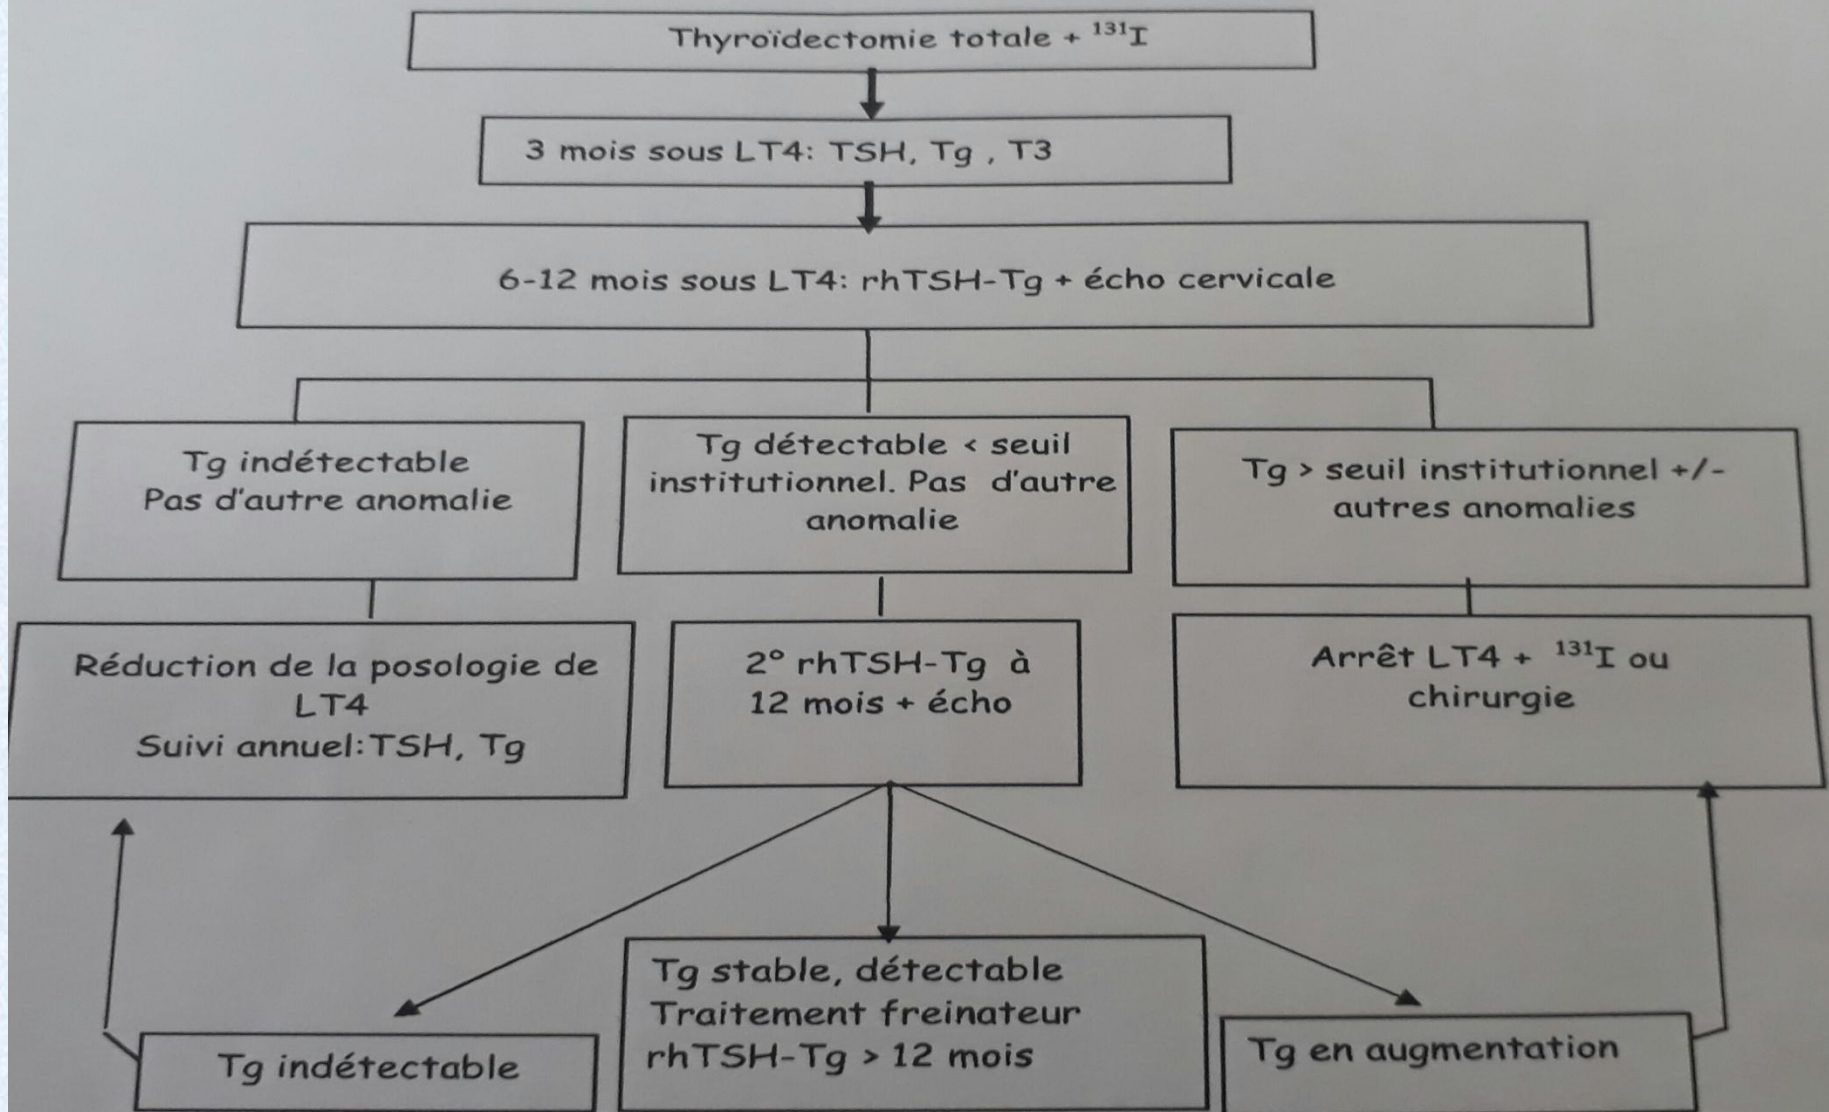 Thyroïdectomie totale + ¹³¹I
3 mois sous LT4: TSH, Tg , T3
6-12 mois sous LT4: rhTSH-Tg + écho cervicale
Tg indétectable
Pas d'autre anomalie
Tg détectable < seuil
institutionnel. Pas d'autre
anomalie
Tg > seuil institutionnel +/-
autres anomalies
Réduction de la posologie de
LT4
Suivi annuel: TSH, Tg
2° rhTSH-Tg à
12 mois + écho
Arrêt LT4 + ¹³¹I ou
chirurgie
Tg indétectable
Tg stable, détectable
Traitement freinateur
rhTSH-Tg > 12 mois
Tg en augmentation